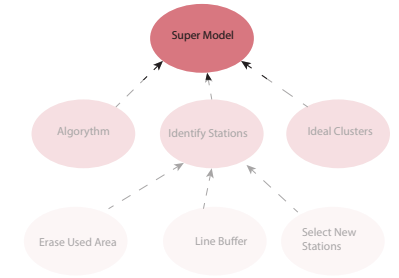 Super Model
Algorythm
Identify Stations
Ideal Clusters
Erase Used Area
Line Buffer
Select New
Stations